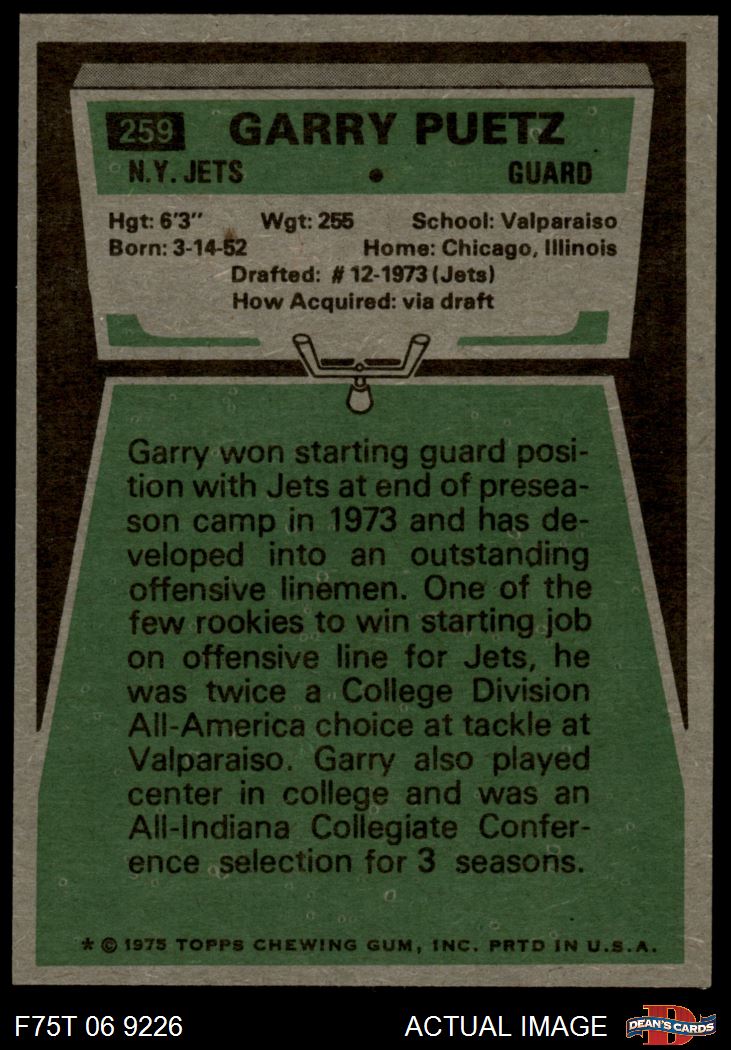 259 GARRY PUETZ
N.Y. JETS • GUARD
Hgt: 6'3" Wgt: 255 School: Valparaiso
Born: 3-14-52 Home: Chicago, Illinois
Drafted: # 12-1973 (Jets)
How Acquired: via draft
Garry won starting guard posi-
tion with Jets at end of presea-
son camp in 1973 and has de-
veloped into an outstanding
offensive linemen. One of the
few rookies to win starting job
on offensive line for Jets, he
was twice a College Division
All-America choice at tackle at
Valparaiso. Garry also played
center in college and was an
All-Indiana Collegiate Confer-
ence selection for 3 seasons.
* © 1975 TOPPS CHEWING GUM, INC. PRTD IN U.S.A.
F75T 06 9226 ACTUAL IMAGE D DEAN'S CARDS